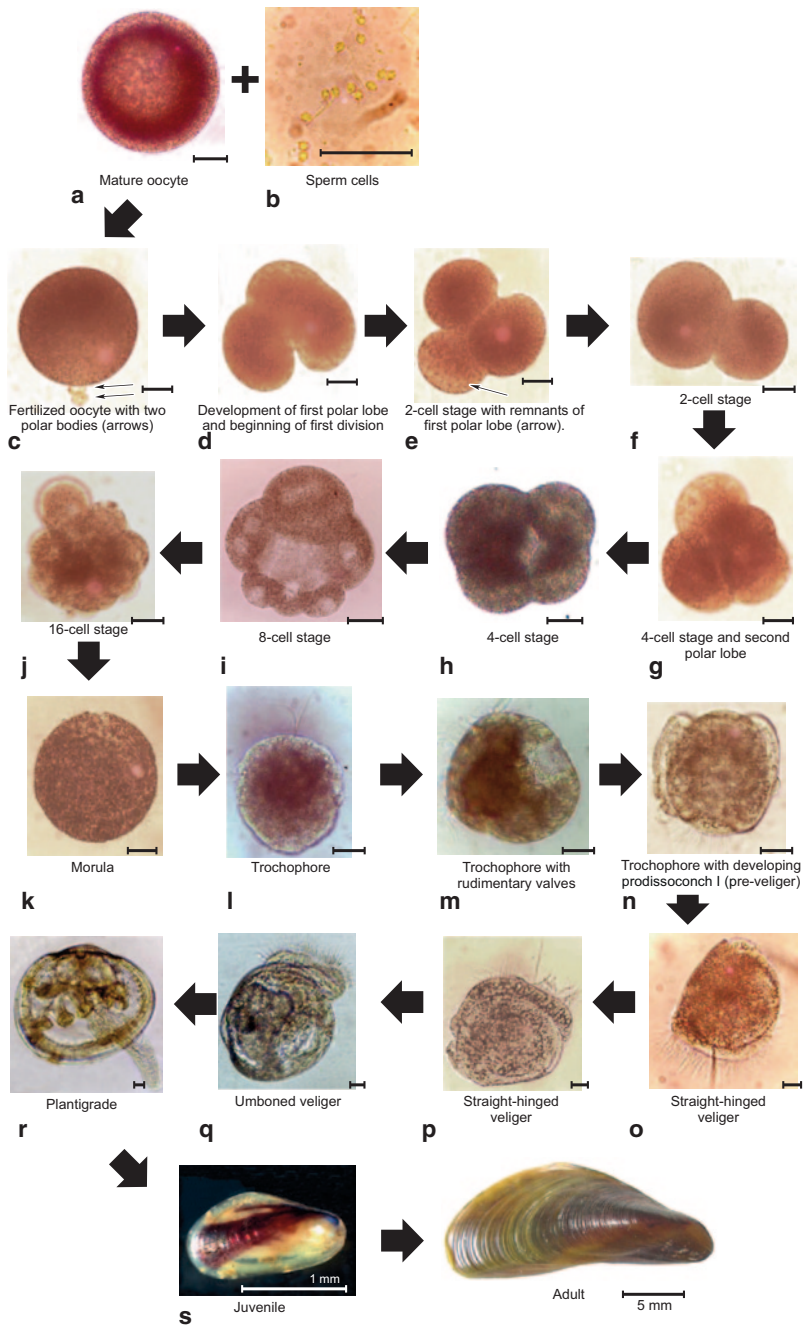 Mature oocyte
a
Sperm cells
b
Fertilized oocyte with two
polar bodies (arrows)
c
Development of first polar lobe
and beginning of first division
d
2-cell stage with remnants of
first polar lobe (arrow).
e
2-cell stage
f
16-cell stage
j
8-cell stage
i
4-cell stage
h
4-cell stage and second
polar lobe
g
Morula
k
Trochophore
l
Trochophore with
rudimentary valves
m
Trochophore with developing
prodissoconch I (pre-veliger)
n
Plantigrade
r
Umboned veliger
q
Straight-hinged
veliger
p
Straight-hinged
veliger
o
1 mm
Juvenile
s
Adult
5 mm